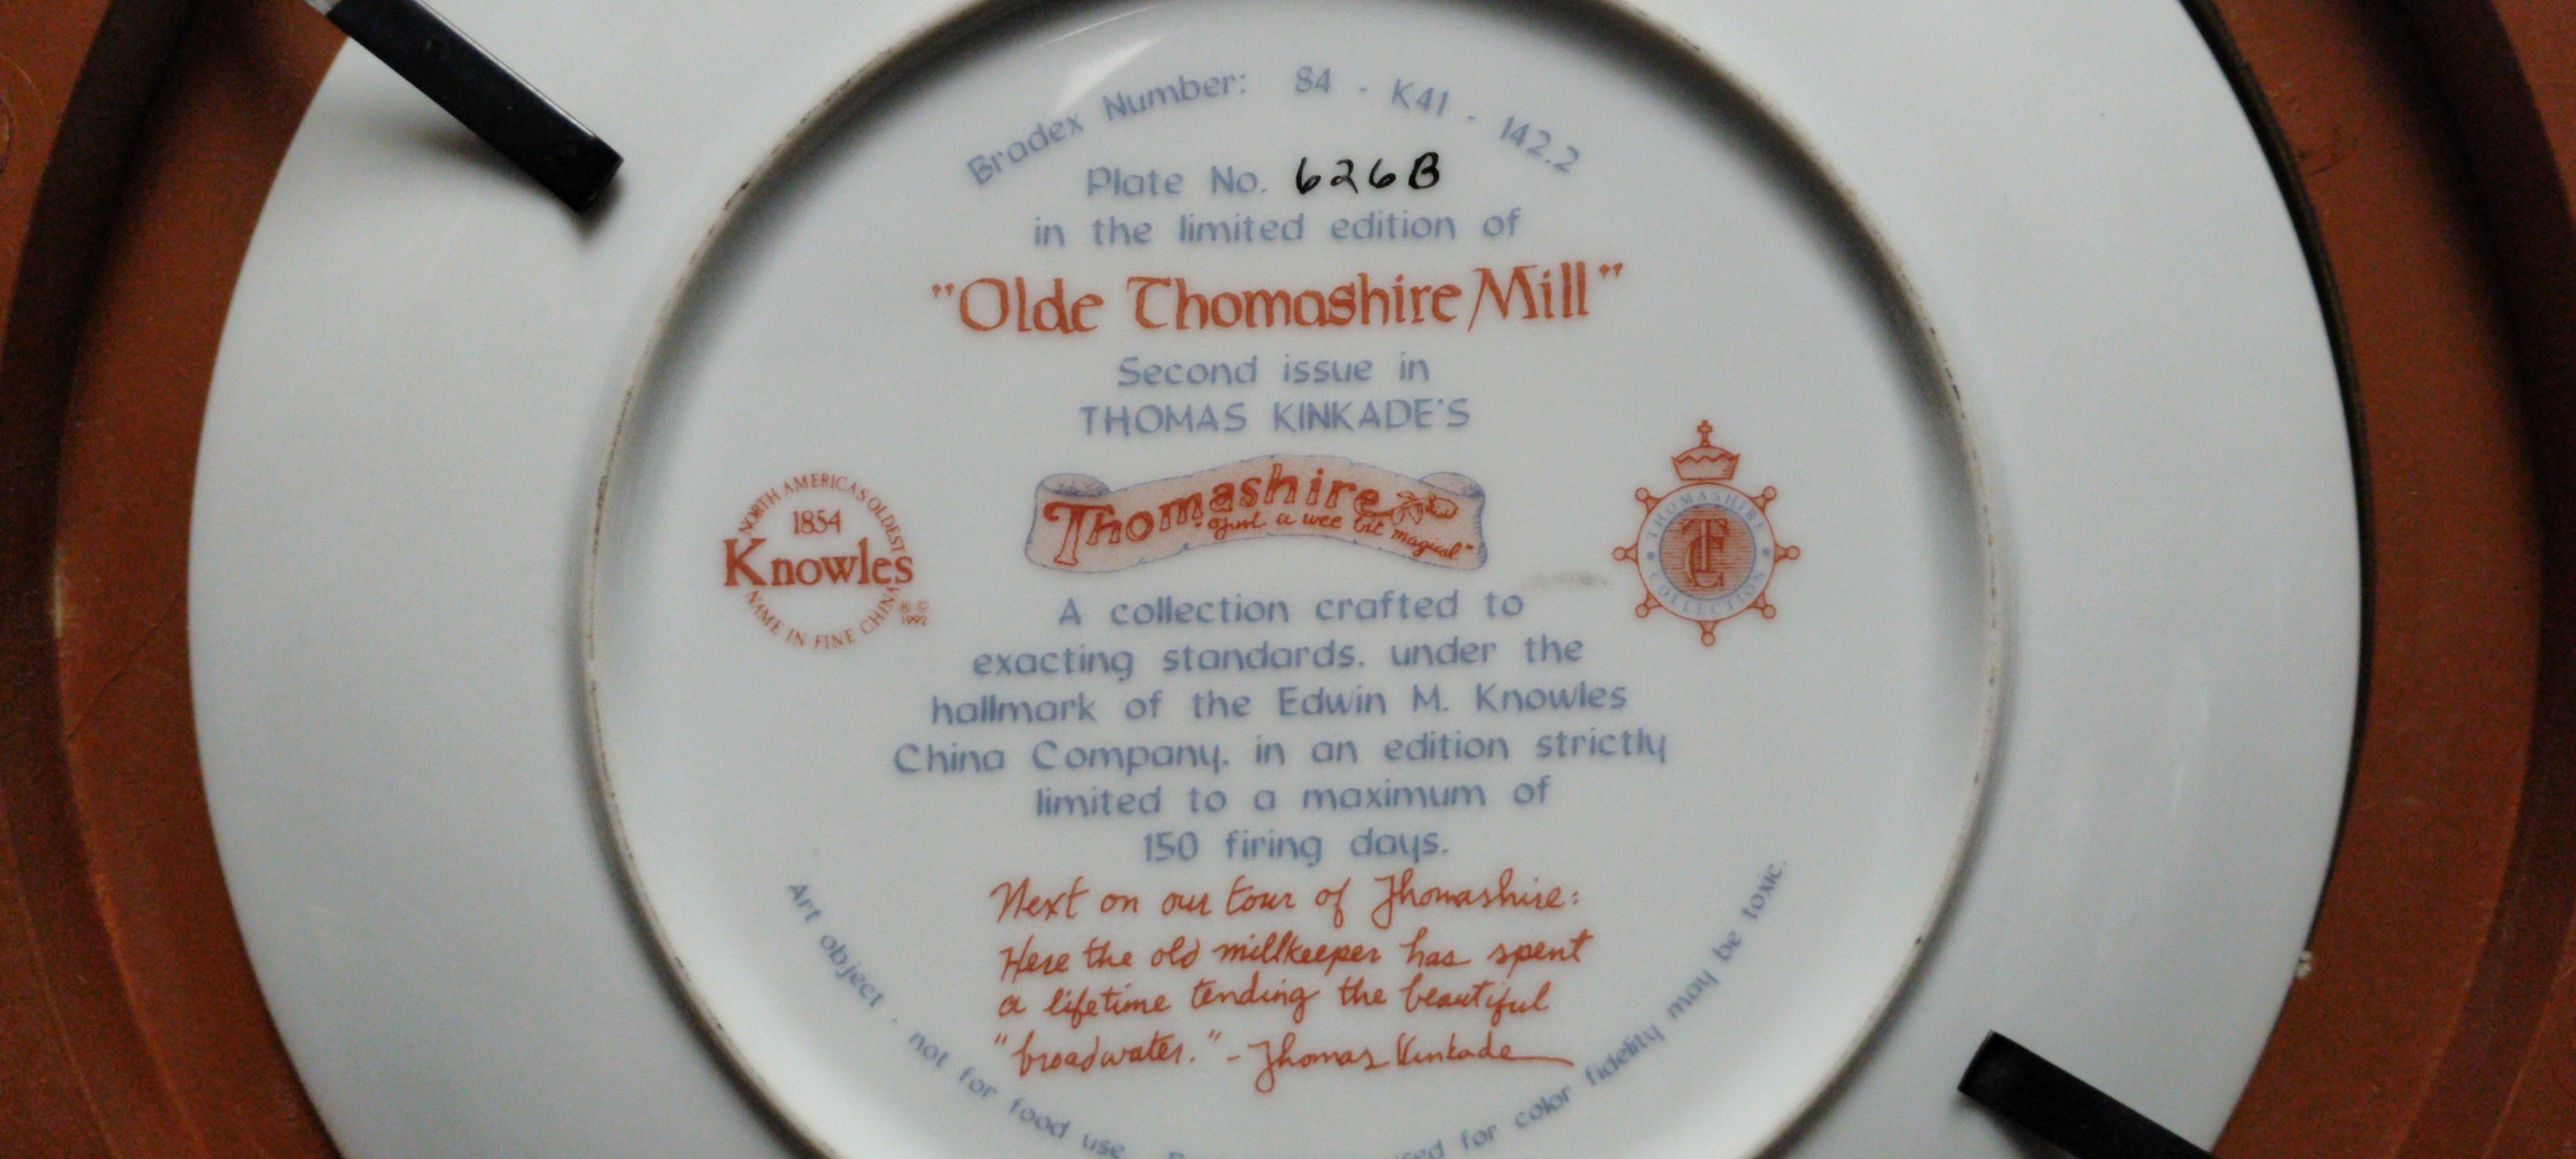 Bradex Number: 84 - K41 - 142.2
Plate No. 626B
in the limited edition of
"Olde Thomashire Mill"
Second issue in
THOMAS KINKADE'S
Thomashire
"Just a wee bit magical"
NORTH AMERICA'S OLDEST
1854
Knowles
NAME IN FINE CHINA
® ©
1992
THOMASHIRE
COLLECTION
A collection crafted to
exacting standards, under the
hallmark of the Edwin M. Knowles
China Company, in an edition strictly
limited to a maximum of
150 firing days.
Next on our tour of Thomashire:
Here the old millkeeper has spent
a lifetime tending the beautiful
"broadwater." - Thomas Kinkade
Art object - not for food use. for color fidelity may be toxic.